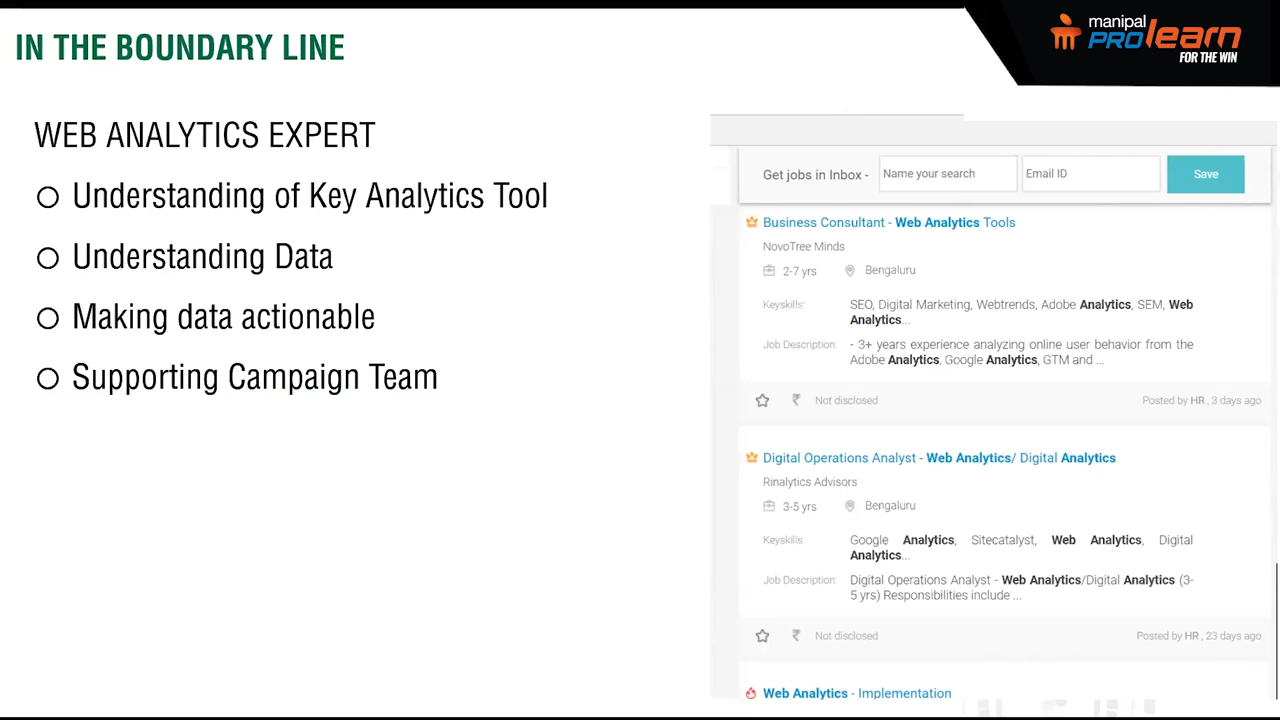 IN THE BOUNDARY LINE
manipal
PROlearn
FOR THE WIN
WEB ANALYTICS EXPERT
Understanding of Key Analytics Tool
Understanding Data
Making data actionable
Supporting Campaign Team
Get jobs in Inbox - Name your search Email ID Save
Business Consultant - Web Analytics Tools
NovoTree Minds
2-7 yrs Bengaluru
Keyskills: SEO, Digital Marketing, Webtrends, Adobe Analytics, SEM, Web
Analytics...
Job Description: - 3+ years experience analyzing online user behavior from the
Adobe Analytics, Google Analytics, GTM and ...
₹ Not disclosed Posted by HR , 3 days ago
Digital Operations Analyst - Web Analytics/ Digital Analytics
Rinalytics Advisors
3-5 yrs Bengaluru
Keyskills: Google Analytics, Sitecatalyst, Web Analytics, Digital
Analytics...
Job Description: Digital Operations Analyst - Web Analytics/Digital Analytics (3-
5 yrs) Responsibilities include ...
₹ Not disclosed Posted by HR , 23 days ago
Web Analytics - Implementation